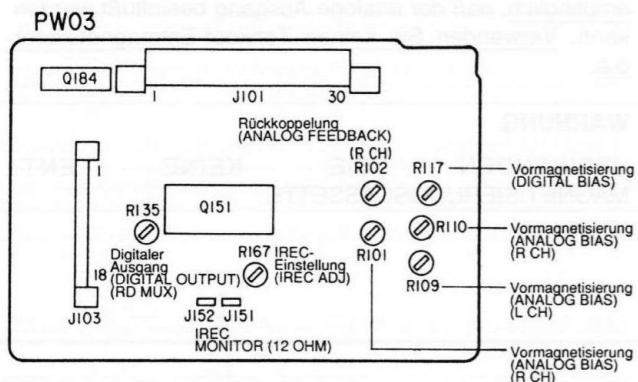 PW03
Q184
1
J101
30
Rückkoppelung
(ANALOG FEEDBACK)
(R CH)
R102
R117
Vormagnetisierung
(DIGITAL BIAS)
1
R135
Q151
R101
R110
Vormagnetisierung
(ANALOG BIAS)
(R CH)
Digitaler
Ausgang
(DIGITAL OUTPUT)
(RD MUX)
R167
IREC-
Einstellung
(IREC ADJ)
R109
Vormagnetisierung
(ANALOG BIAS)
L CH)
18
J103
J152
J151
IREC
MONITOR (12 OHM)
Vormagnetisierung
(ANALOG BIAS)
(R CH)